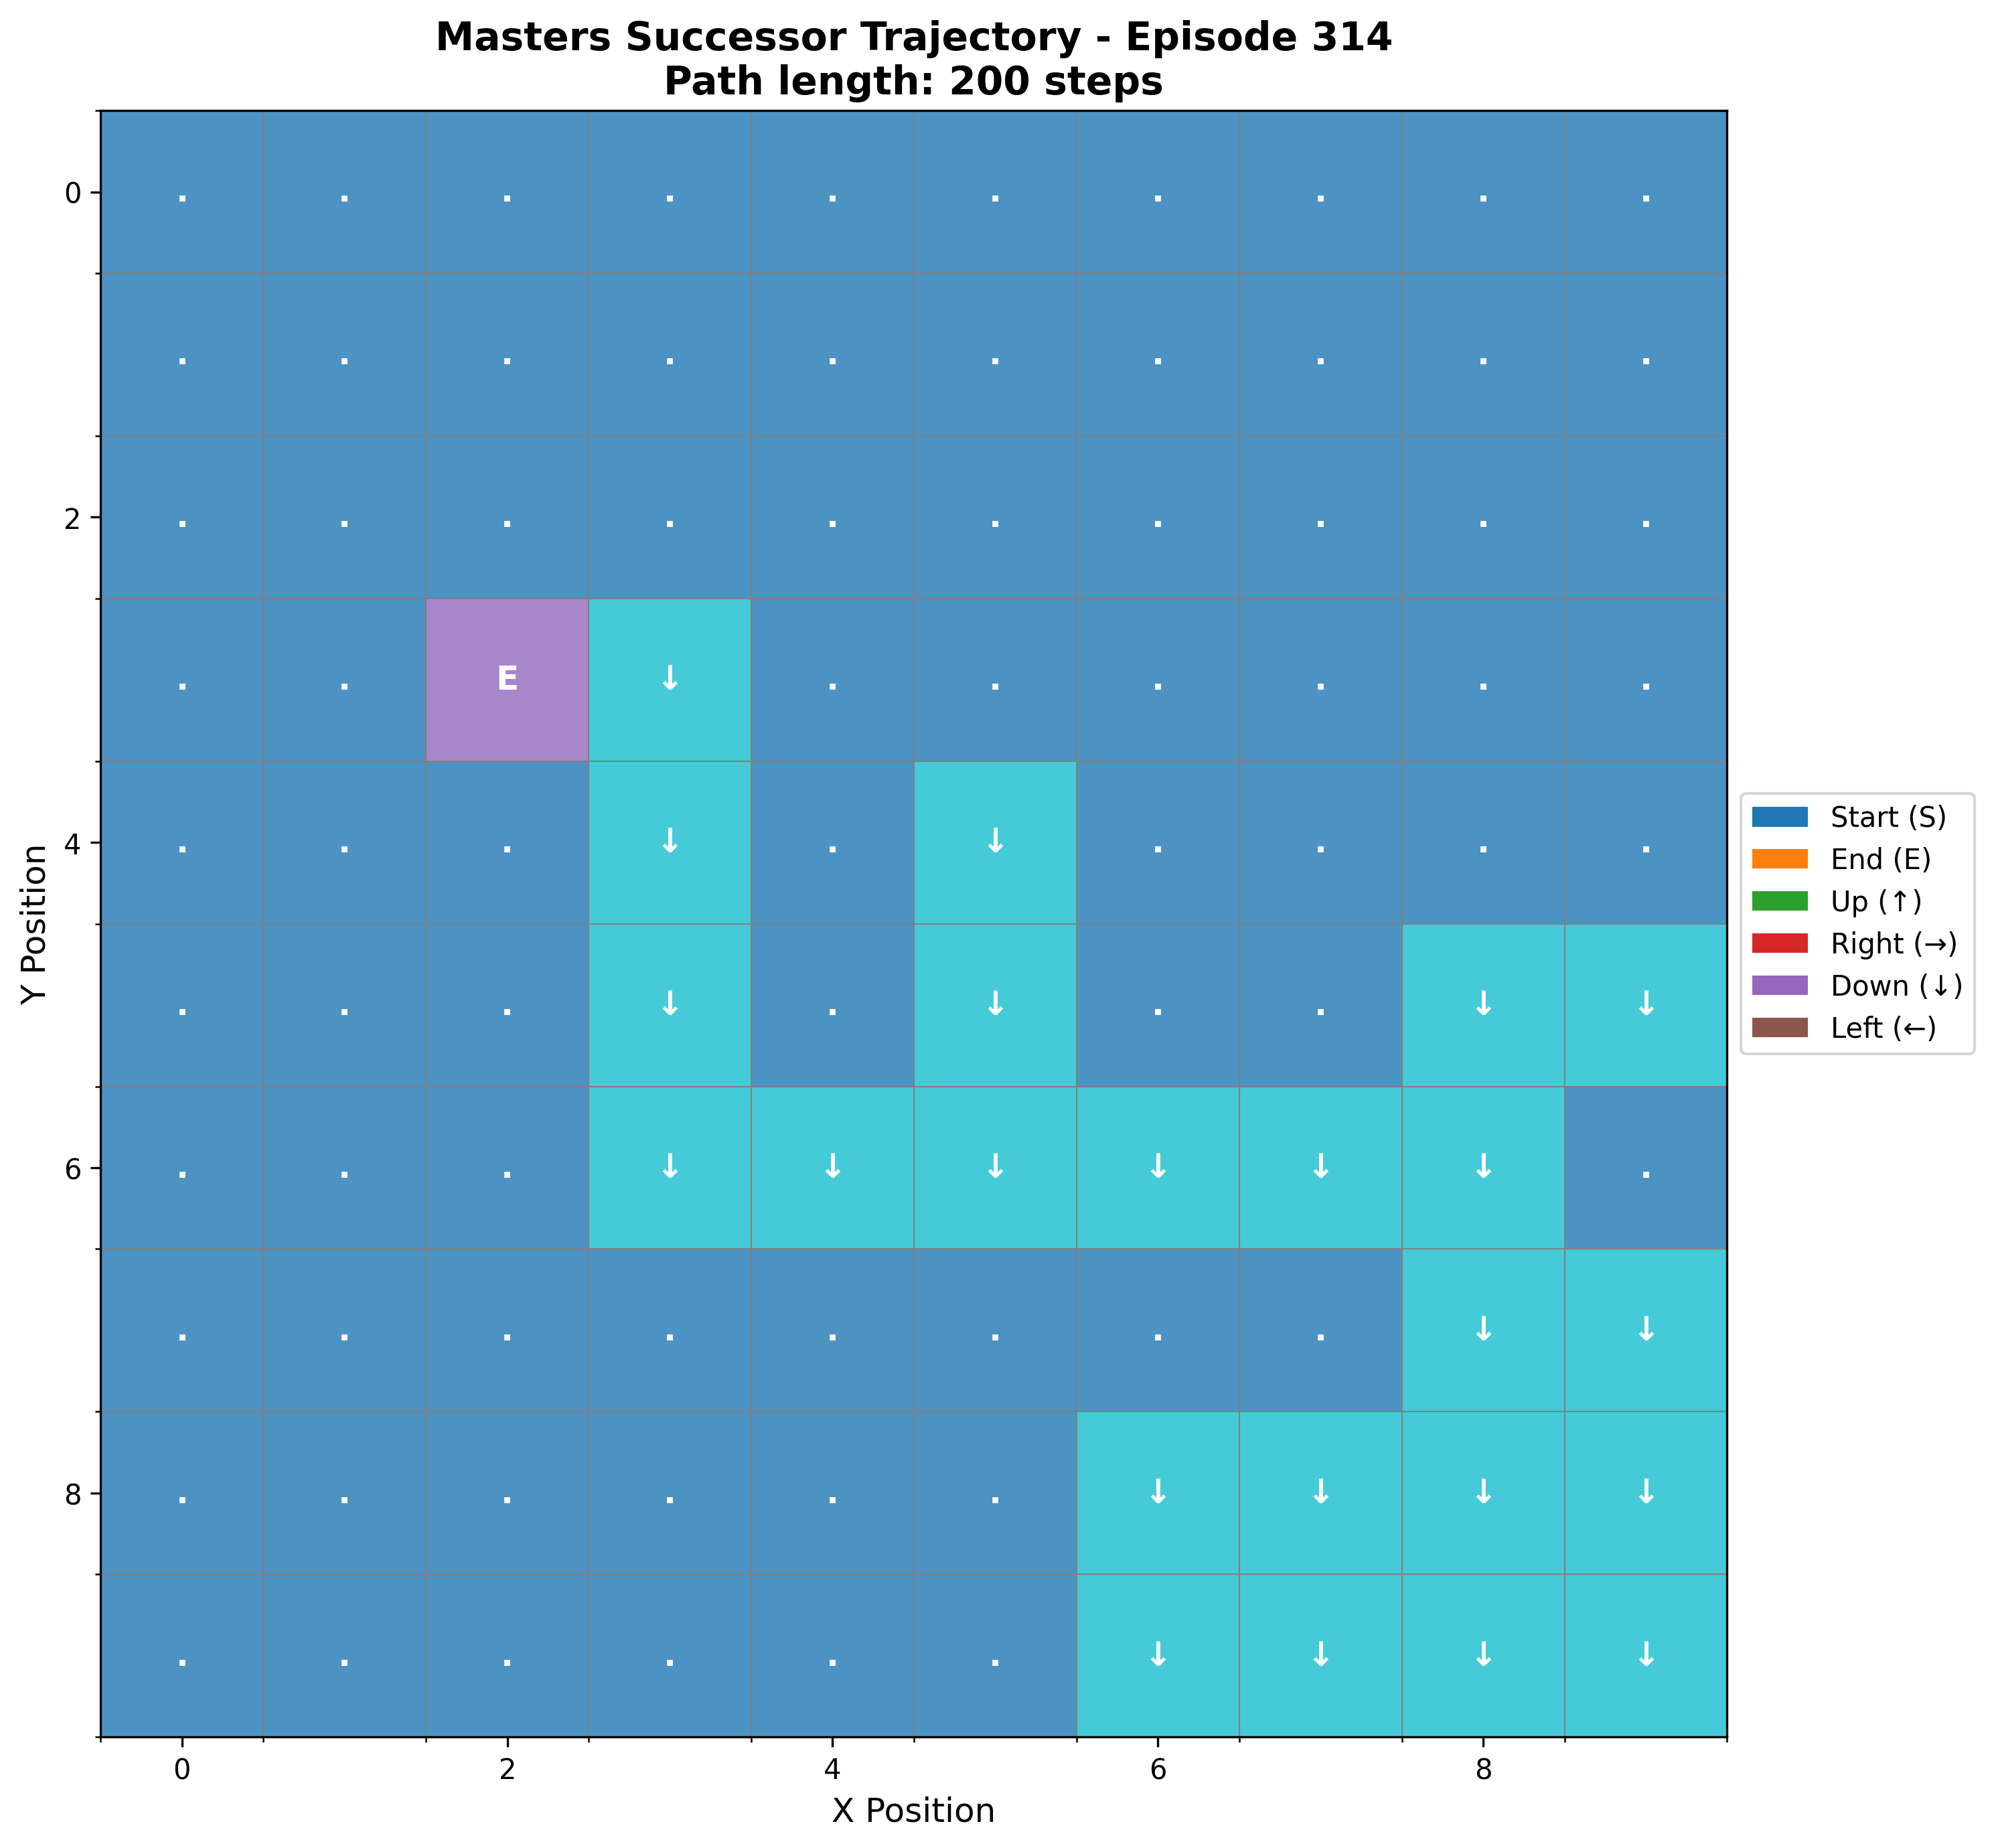 Masters Successor Trajectory - Episode 314
Path length: 200 steps
0 . . . . . . . . . .
. . . . . . . . . .
2 . . . . . . . . . .
. . E ↓ . . . . . .
4 . . . ↓ . ↓ . . . .
. . . ↓ . ↓ . . ↓ ↓
6 . . . ↓ ↓ ↓ ↓ ↓ ↓ .
. . . . . . . . ↓ ↓
8 . . . . . . ↓ ↓ ↓ ↓
. . . . . . ↓ ↓ ↓ ↓
0 2 4 6 8
X Position
Y Position
Start (S)
End (E)
Up (↑)
Right (→)
Down (↓)
Left (←)